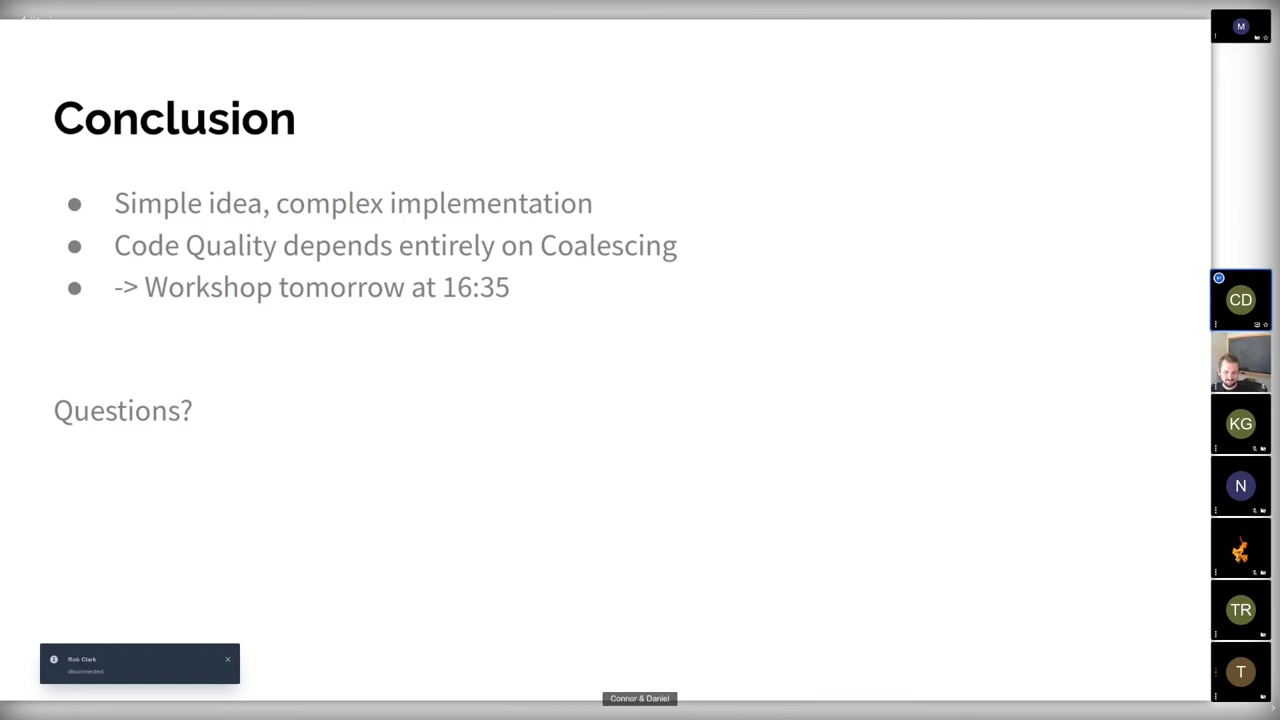 M
Conclusion
● Simple idea, complex implementation
● Code Quality depends entirely on Coalescing
● -> Workshop tomorrow at 16:35
Questions?
CD
KG
N
TR
T
Rob Clark
disconnected
Connor & Daniel